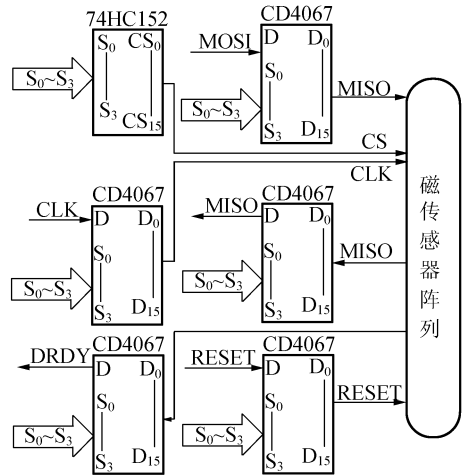 74HC152
CD4067
S0 CS0
S0~S3
S3 CS15
MOSI
D D0
S0
S0~S3
S3 D15
MISO
CS
CLK
CD4067
CLK
D D0
S0
S0~S3
S3 D15
CD4067
MISO
D D0
S0
S0~S3
S3 D15
MISO
CD4067
DRDY
D D0
S0
S0~S3
S3 D15
CD4067
RESET
D D0
S0
S0~S3
S3 D15
RESET
磁传感器阵列